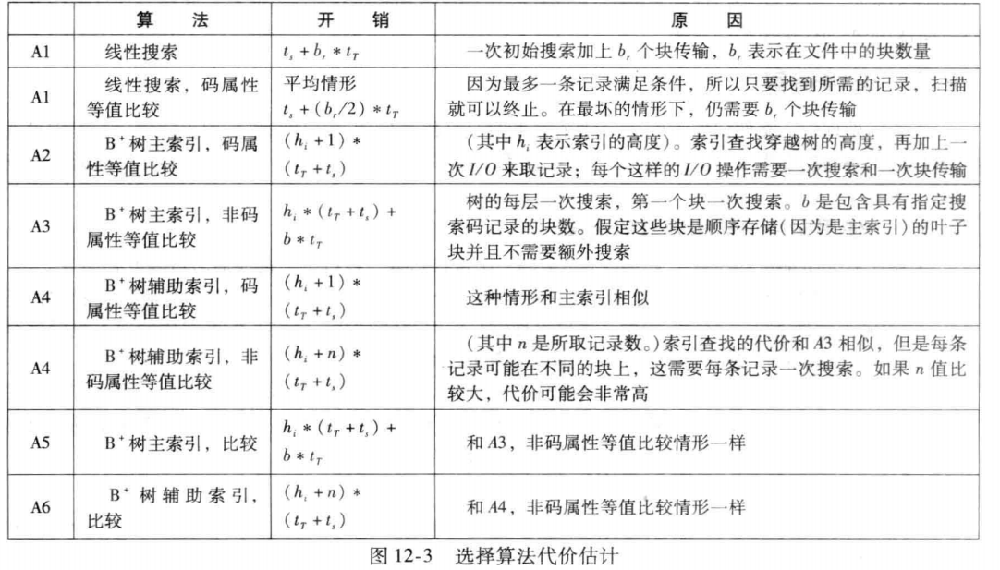 算 法 开 销 原 因
A1 线性搜索 t_s + b_r * t_T 一次初始搜索加上 b_r 个块传输，b_r 表示在文件中的块数量
A1 线性搜索，码属性 平均情形 因为最多一条记录满足条件，所以只要找到所需的记录，扫描
等值比较 t_s + (b_r/2) * t_T 就可以终止。在最坏的情形下，仍需要 b_r 个块传输
A2 B⁺树主索引，码属 (h_i + 1) * （其中 h_i 表示索引的高度）。索引查找穿越树的高度，再加上一
性等值比较 (t_T + t_s) 次 I/O 来取记录；每个这样的 I/O 操作需要一次搜索和一次块传输
A3 B⁺树主索引，非码 h_i * (t_T + t_s) + 树的每层一次搜索，第一个块一次搜索。b 是包含具有指定搜
属性等值比较 b * t_T 索码记录的块数。假定这些块是顺序存储(因为是主索引)的叶子
块并且不需要额外搜索
A4 B⁺树辅助索引，码 (h_i + 1) * 这种情形和主索引相似
属性等值比较 (t_T + t_s)
A4 B⁺树辅助索引，非 (h_i + n) * （其中 n 是所取记录数。）索引查找的代价和 A3 相似，但是每条
码属性等值比较 (t_T + t_s) 记录可能在不同的块上，这需要每条记录一次搜索。如果 n 值比
较大，代价可能会非常高
A5 B⁺树主索引，比较 h_i * (t_T + t_s) + 和 A3，非码属性等值比较情形一样
b * t_T
A6 B⁺ 树辅助索引， (h_i + n) * 和 A4，非码属性等值比较情形一样
比较 (t_T + t_s)
图 12-3 选择算法代价估计